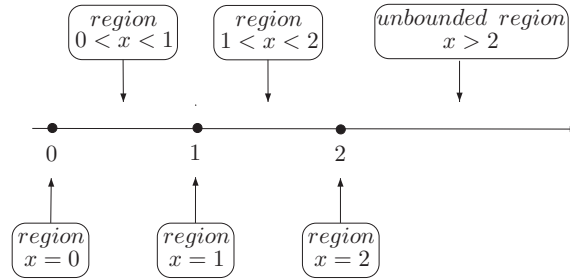 region
0 < x < 1
region
1 < x < 2
unbounded region
x > 2
0
1
2
region
x = 0
region
x = 1
region
x = 2